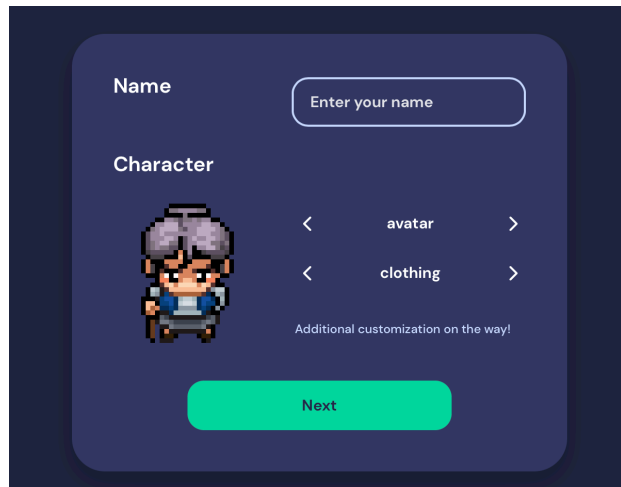 Name
Enter your name
Character
avatar
clothing
Additional customization on the way!
Next